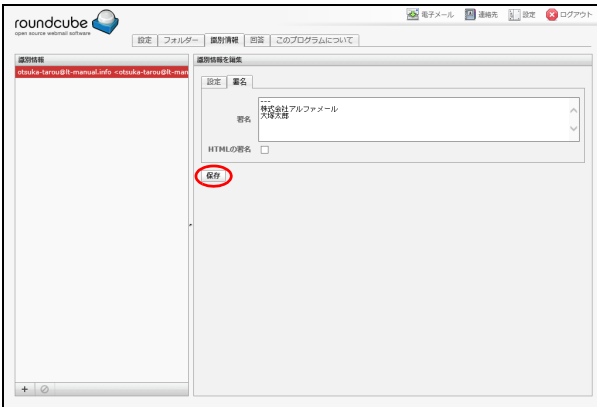 roundcube
open source webmail software
電子メール 連絡先 設定 ログアウト
設定 フォルダー 識別情報 回答 このプログラムについて
識別情報
識別情報を編集
otsuka-tarou@lt-manual.info <otsuka-tarou@lt-man
設定 署名
署名
---
株式会社アルファメール
大塚太郎
HTMLの署名
保存